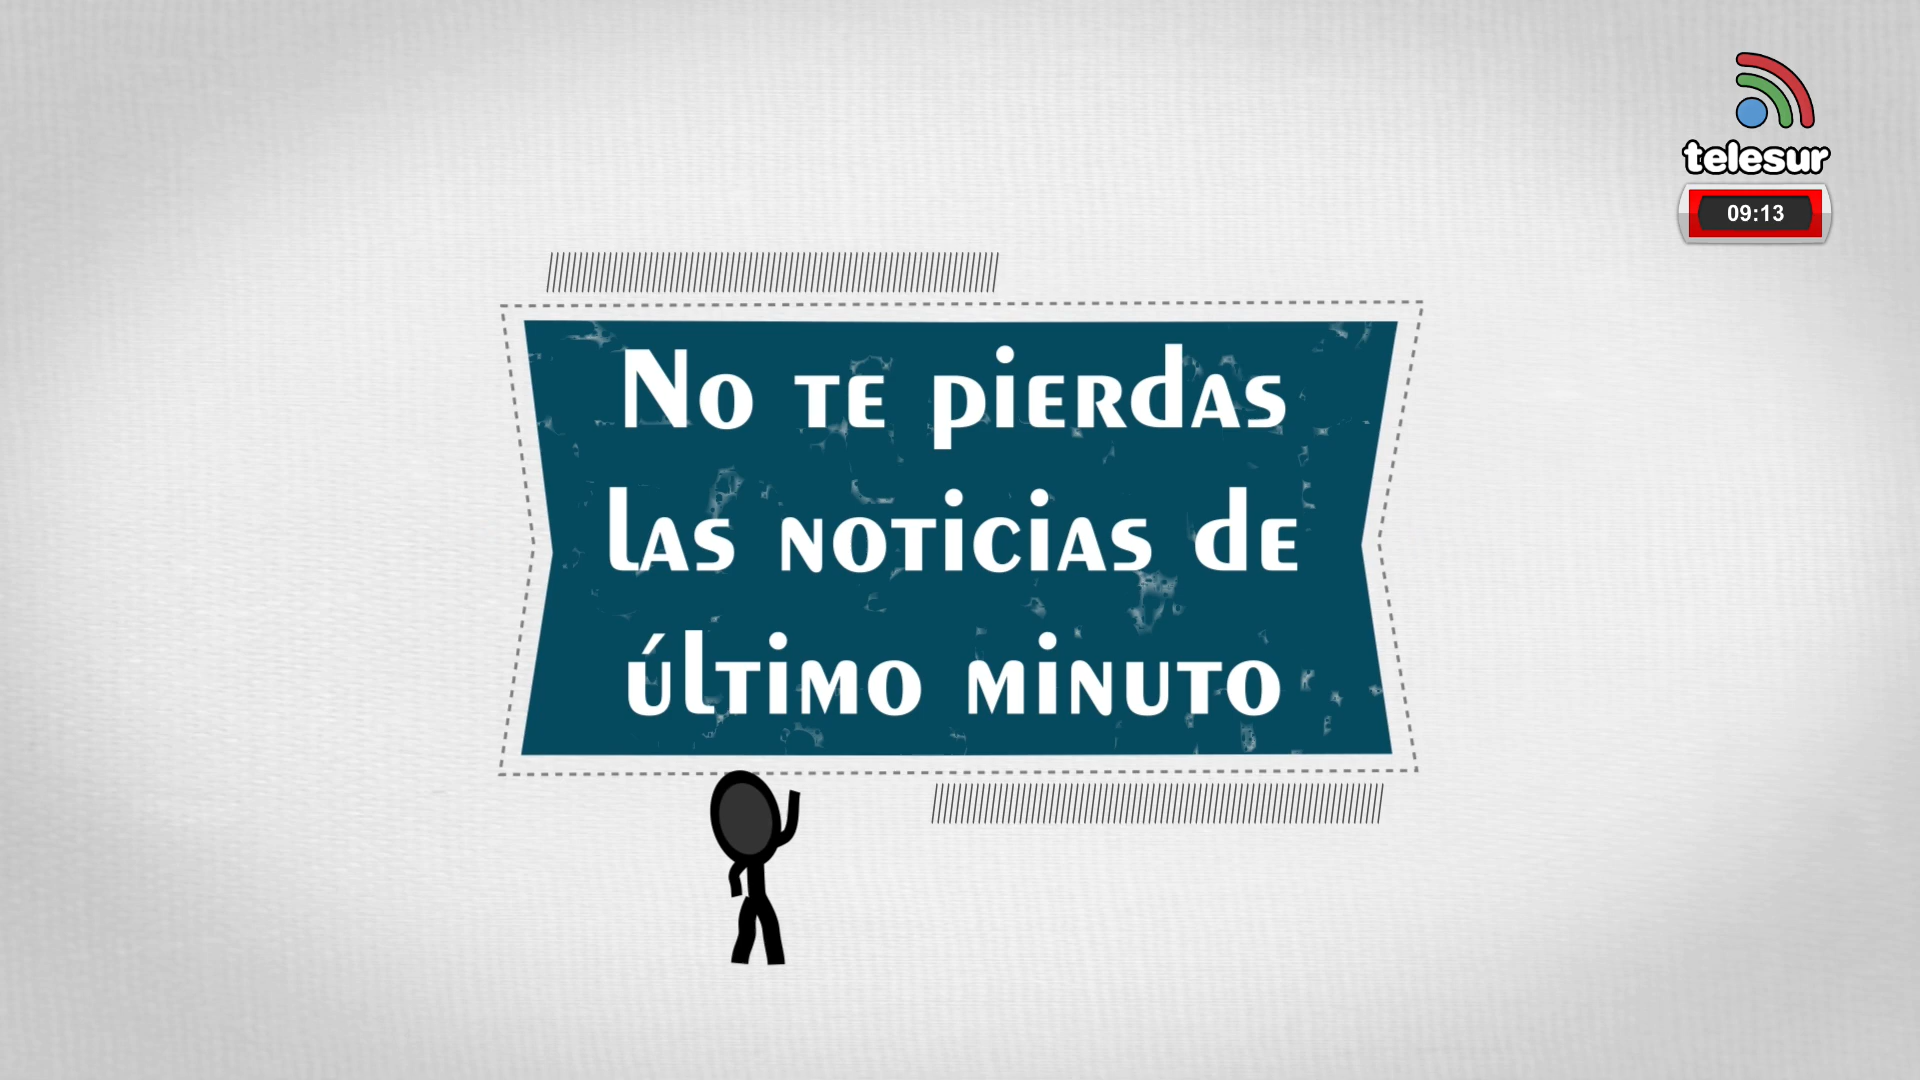 telesur
09:13
No te pierdas
las noticias de
último minuto